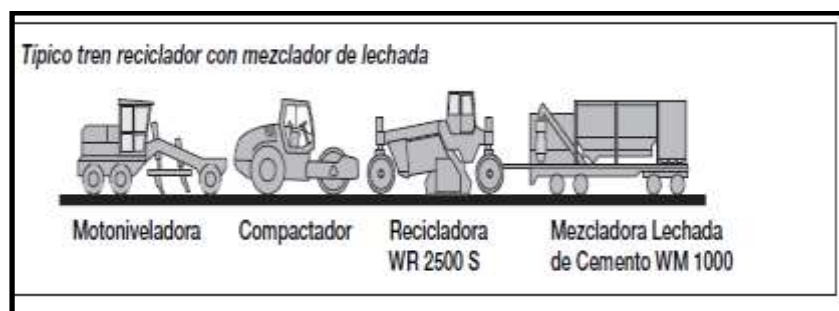 Típico tren reciclador con mezclador de lechada
Motoniveladora
Compactador
Recicladora
WR 2500 S
Mezcladora Lechada
de Cemento WM 1000